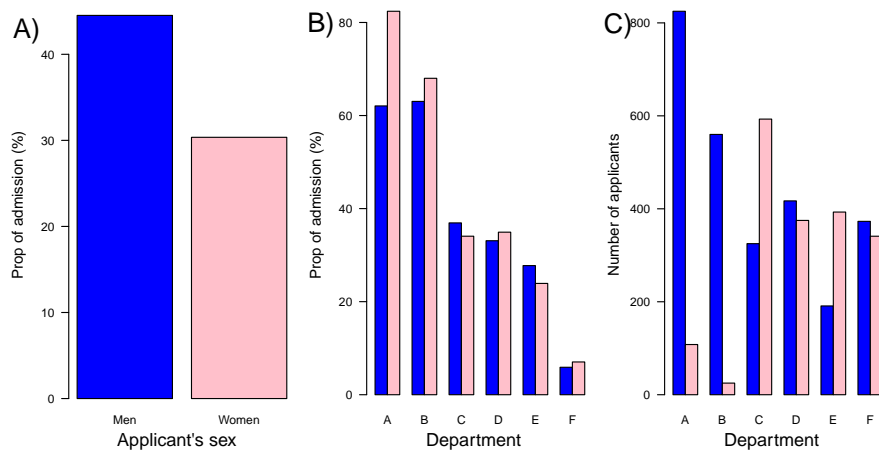 A)
Prop of admission (%)
40
30
20
10
0
Men
Women
Applicant's sex
B)
Prop of admission (%)
80
60
40
20
0
A B C D E F
Department
C)
Number of applicants
800
600
400
200
0
A B C D E F
Department